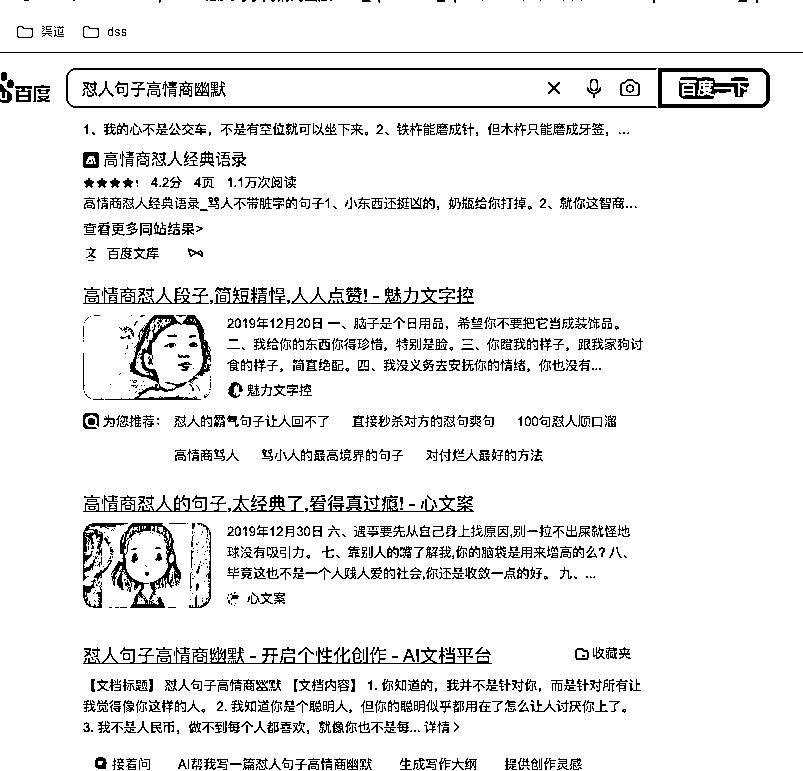 渠道 dss
百度 怼人句子高情商幽默 百度一下
1、我的心不是公交车，不是有空位就可以坐下来。2、铁杵能磨成针，但木杵只能磨成牙签，...
高情商怼人经典语录
4.2分 4页 1.1万次阅读
高情商怼人经典语录_骂人不带脏字的句子1、小东西还挺凶的，奶瓶给你打掉。2、就你这智商...
查看更多同站结果>
百度文库
高情商怼人段子,简短精悍,人人点赞! - 魅力文字控
2019年12月20日 一、脑子是个日用品，希望你不要把它当成装饰品。
二、我给你的东西你得珍惜，特别是脸。三、你瞪我的样子，跟我家狗讨
食的样子，简直绝配。四、我没义务去安抚你的情绪，你也没有...
魅力文字控
为您推荐： 怼人的霸气句子让人回不了 直接秒杀对方的怼句爽句 100句怼人顺口溜
高情商骂人 骂小人的最高境界的句子 对付烂人最好的方法
高情商怼人的句子,太经典了,看得真过瘾! - 心文案
2019年12月30日 六、遇事要先从自己身上找原因,别一拉不出屎就怪地
球没有吸引力。 七、靠别人的嘴了解我,你的脑袋是用来增高的么? 八、
毕竟这也不是一个人贱人爱的社会,你还是收敛一点的好。 九、...
心文案
怼人句子高情商幽默 - 开启个性化创作 - AI文档平台 收藏夹
【文档标题】 怼人句子高情商幽默 【文档内容】 1. 你知道的，我并不是针对你，而是针对所有让
我觉得像你这样的人。 2. 我知道你是个聪明人，但你的聪明似乎都用在了怎么让人讨厌你上了。
3. 我不是人民币，做不到每个人都喜欢，就像你也不是每... 详情 >
接着问 AI帮我写一篇怼人句子高情商幽默 生成写作大纲 提供创作灵感